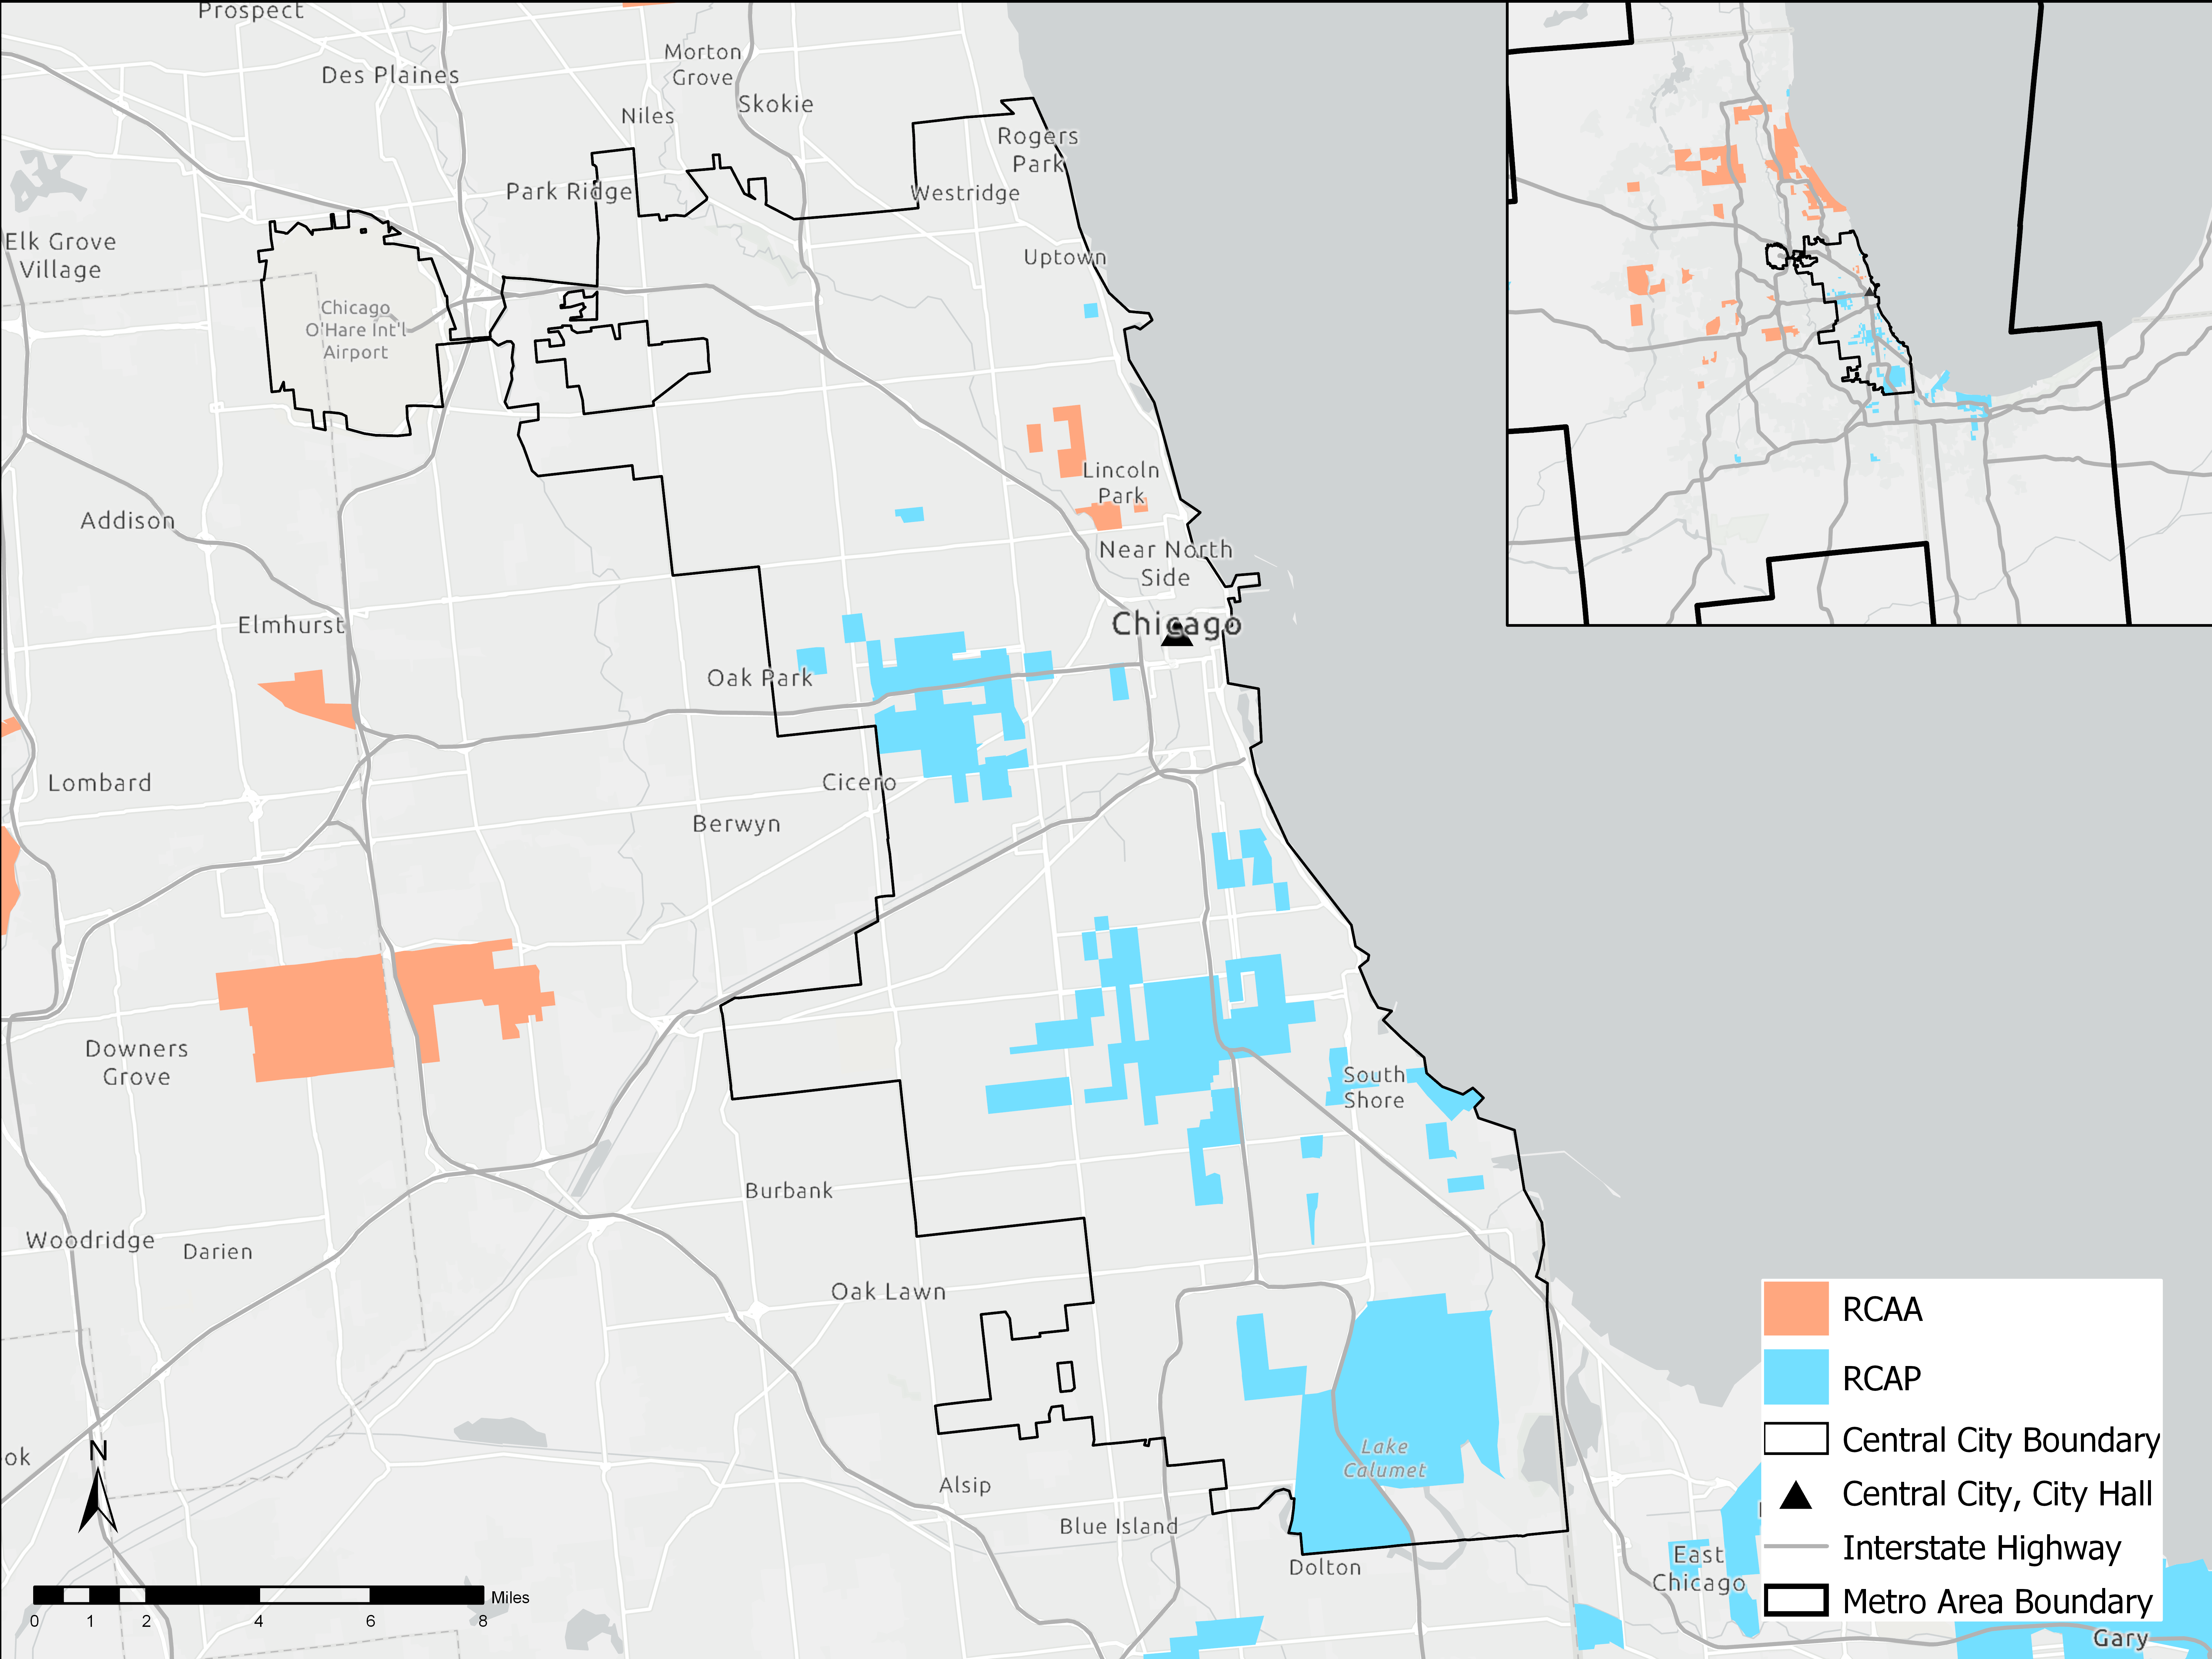 Prospect
Des Plaines
Morton
Grove
Skokie
Niles
Rogers
Park
Park Ridge
Westridge
Elk Grove
Village
Uptown
Chicago
O'Hare Int'l
Airport
Lincoln
Park
Addison
Near North
Side
Elmhurst
Chicago
Oak Park
Lombard
Cicero
Berwyn
Downers
Grove
South
Shore
Burbank
Woodridge
Darien
Oak Lawn
ok
N
Lake
Calumet
Alsip
Blue Island
Dolton
East
Chicago
Gary
0 1 2 4 6 8 Miles
RCAA
RCAP
Central City Boundary
Central City, City Hall
Interstate Highway
Metro Area Boundary